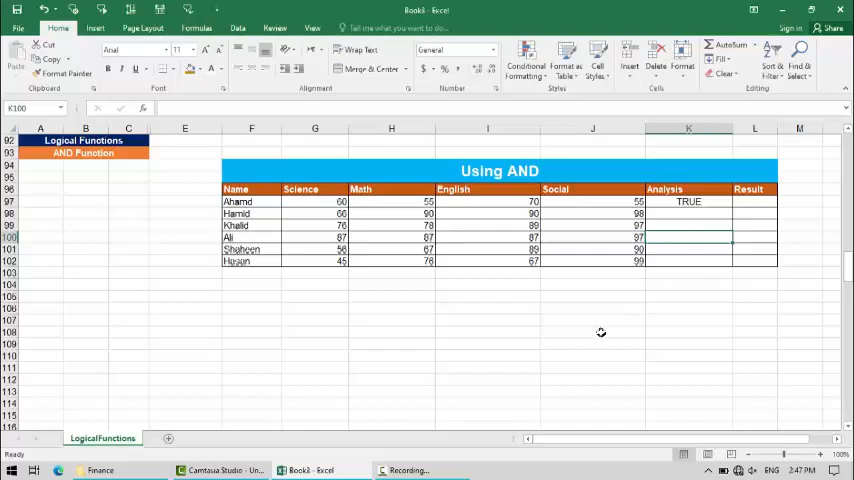 Book8 - Excel
Sign in
Share
File Home Insert Page Layout Formulas Data Review View Tell me what you want to do...
Cut
Copy
Format Painter
Paste
Clipboard
Arial 11
B I U
Font
Wrap Text
Merge & Center
Alignment
General
$ % ,
Number
Conditional Formatting
Format as Table
Cell Styles
Styles
Insert Delete Format
Cells
AutoSum
Fill
Clear
Sort & Filter
Find & Select
Editing
K100 fx
A B C E F G H I J K L M
92 Logical Functions
93 AND Function
94
95 Using AND
96 Name Science Math English Social Analysis Result
97 Ahamd 60 55 70 55 TRUE
98 Hamid 66 90 90 98
99 Khalid 76 78 89 97
100 Ali 87 87 87 97
101 Shaheen 56 67 89 90
102 Hasan 45 76 67 99
103
104
105
106
107
108
109
110
111
112
113
114
115
116
LogicalFunctions
Ready
100%
Finance
Camtasia Studio - Un...
Book8 - Excel
Recording...
ENG 2:47 PM